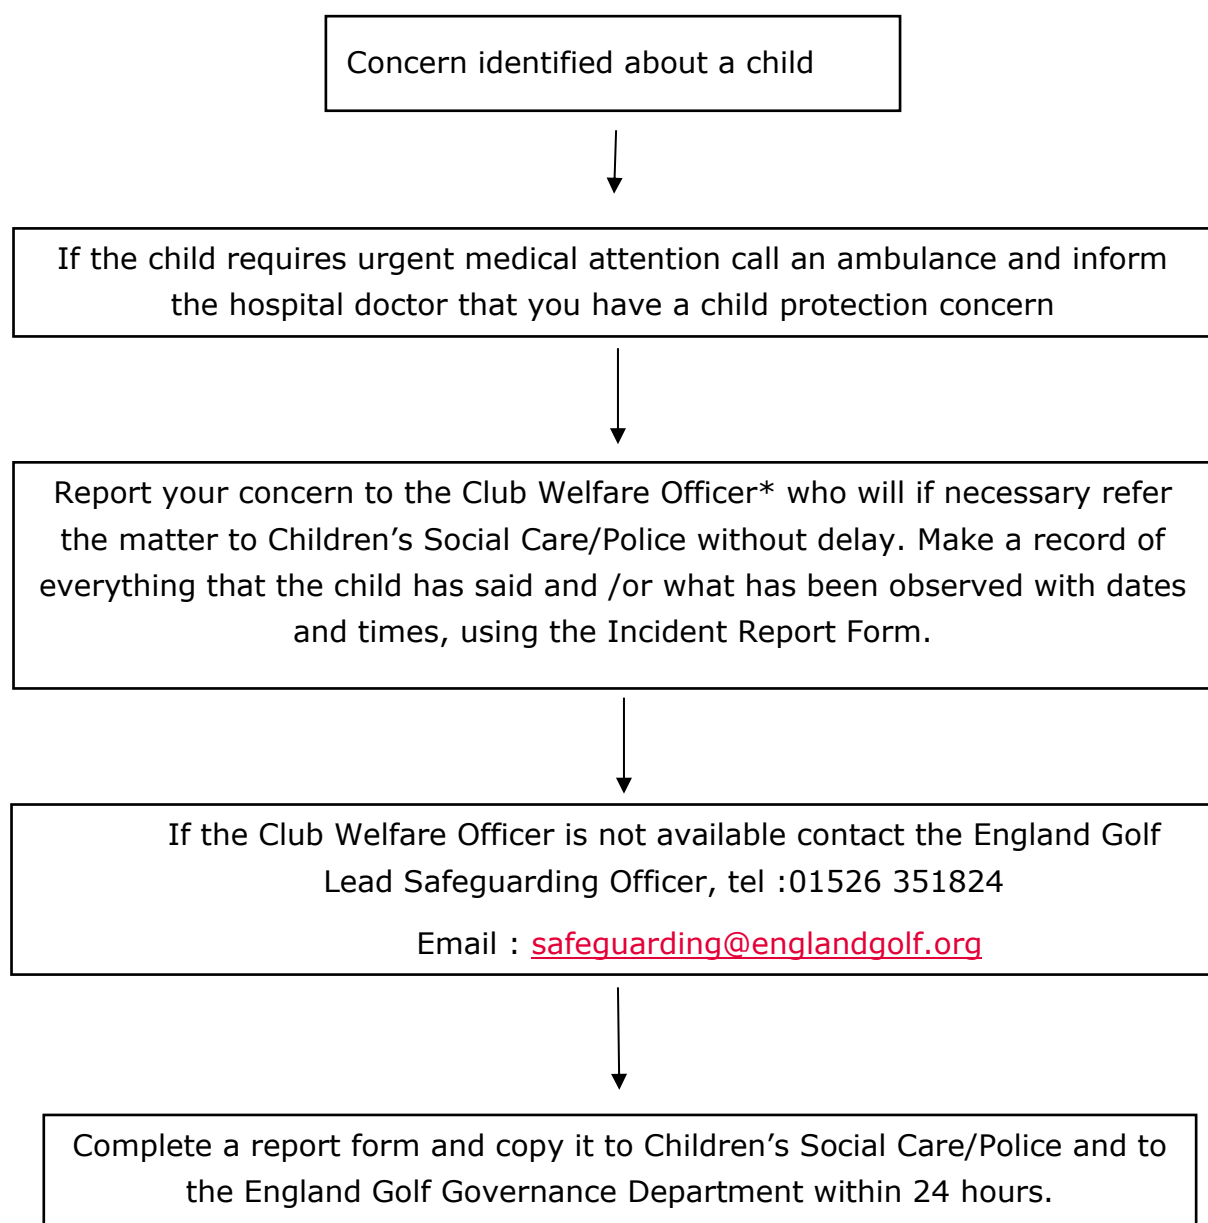 Concern identified about a child
If the child requires urgent medical attention call an ambulance and inform
the hospital doctor that you have a child protection concern
Report your concern to the Club Welfare Officer* who will if necessary refer
the matter to Children’s Social Care/Police without delay. Make a record of
everything that the child has said and /or what has been observed with dates
and times, using the Incident Report Form.
If the Club Welfare Officer is not available contact the England Golf
Lead Safeguarding Officer, tel :01526 351824
Email : safeguarding@englandgolf.org
Complete a report form and copy it to Children’s Social Care/Police and to
the England Golf Governance Department within 24 hours.